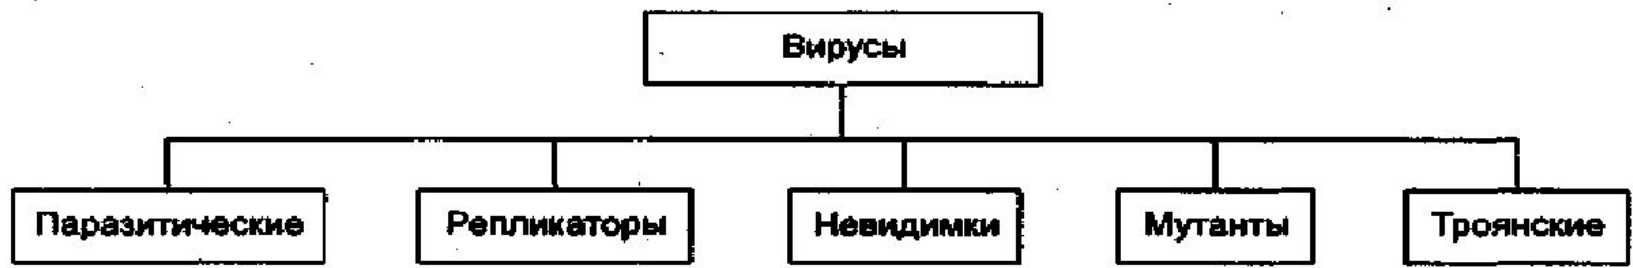 Вирусы
Паразитические
Репликаторы
Невидимки
Мутанты
Троянские